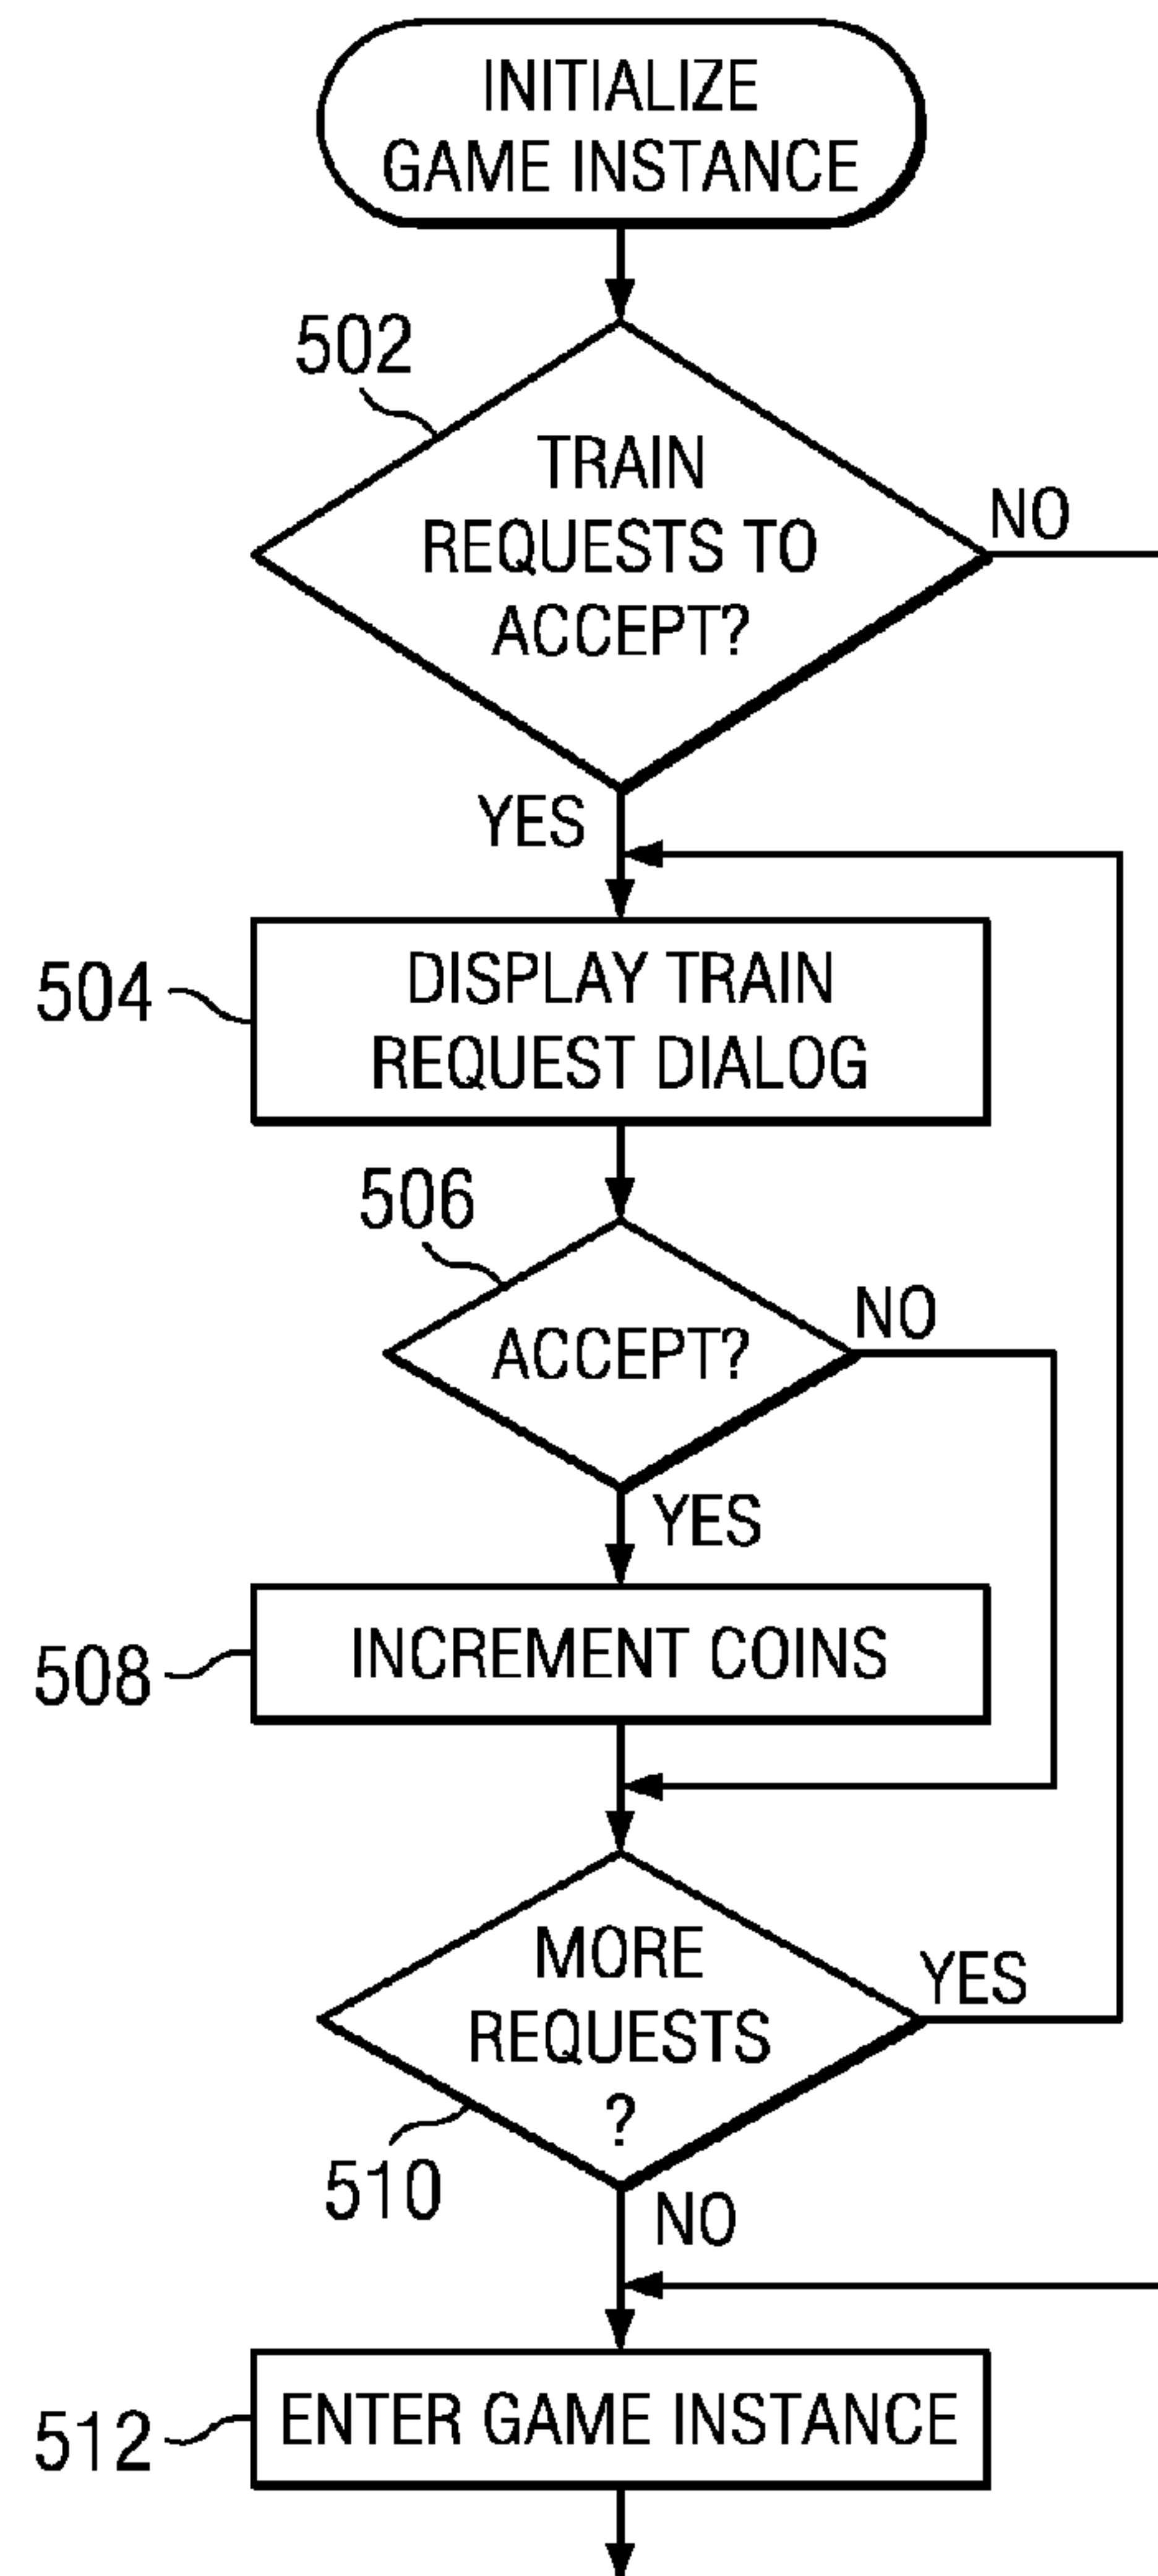 INITIALIZE
GAME INSTANCE
502
TRAIN
REQUESTS TO
ACCEPT?
NO
YES
504
DISPLAY TRAIN
REQUEST DIALOG
506
ACCEPT?
NO
YES
508
INCREMENT COINS
MORE
REQUESTS
?
YES
510
NO
512
ENTER GAME INSTANCE